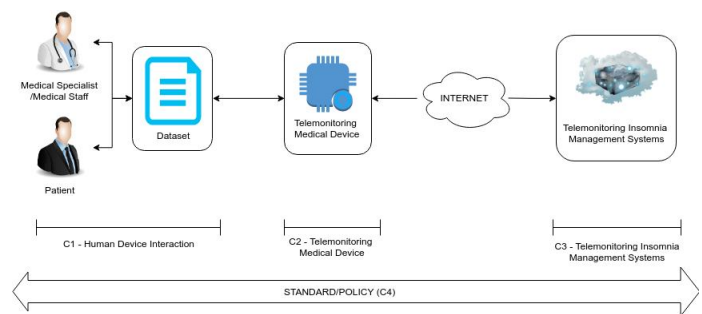 Medical Specialist
/Medical Staff
Patient
Dataset
Telemonitoring
Medical Device
INTERNET
Telemonitoring Insomnia
Management Systems
C1 - Human Device Interaction
C2 - Telemonitoring
Medical Device
C3 - Telemonitoring Insomnia
Management Systems
STANDARD/POLICY (C4)